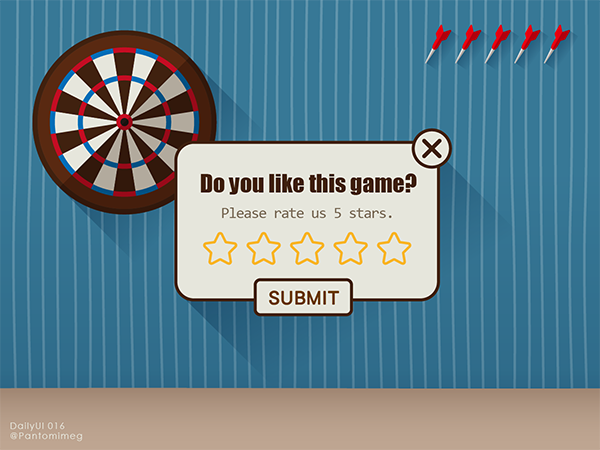 Do you like this game?
Please rate us 5 stars.
SUBMIT
DailyUI 016
@Pantomimeg